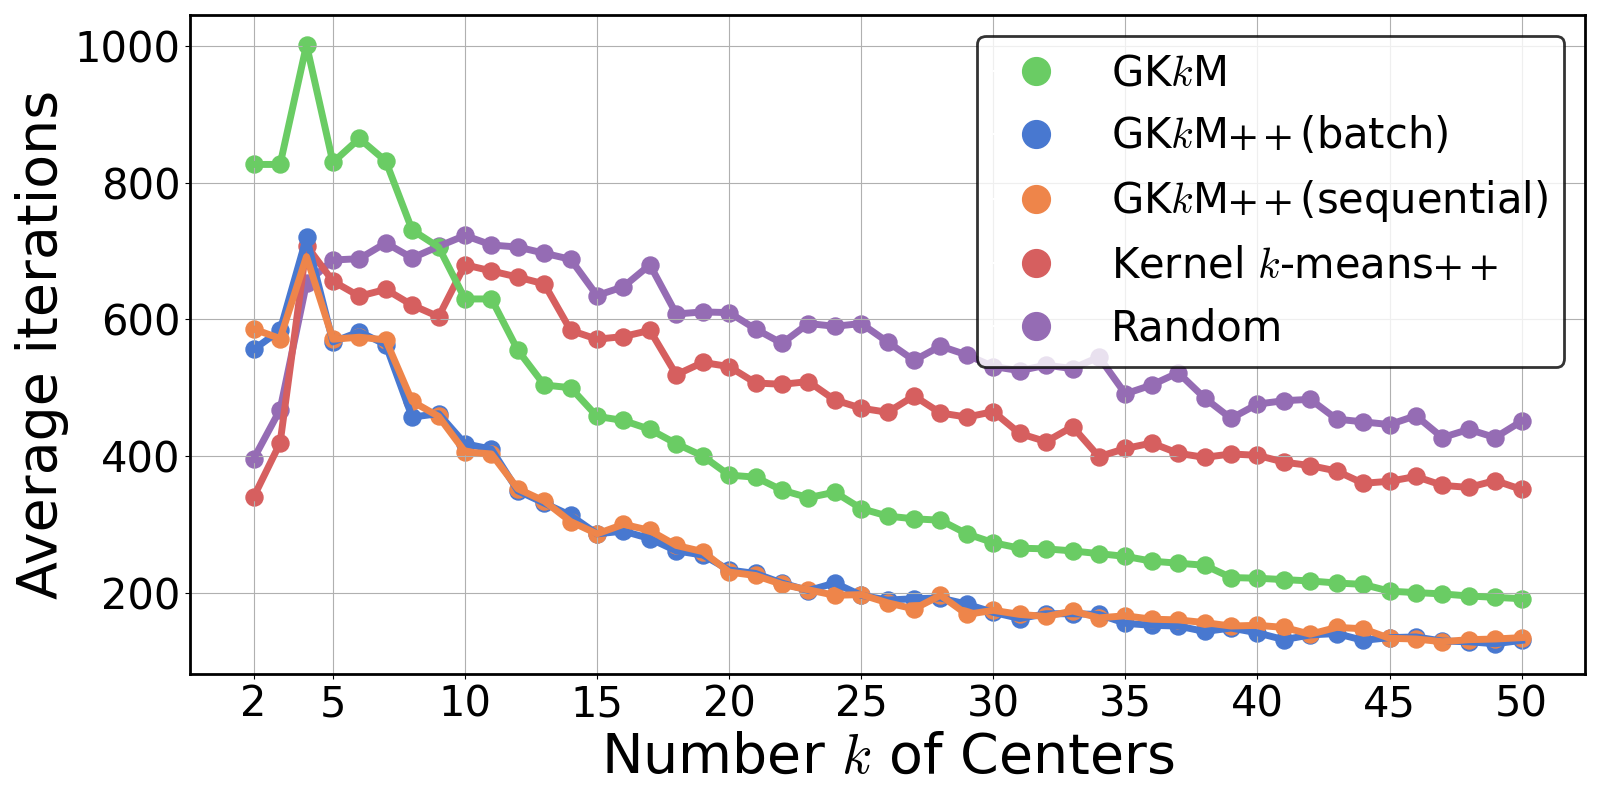 1000
800
600
400
200
Average iterations
GKkM
GKkM++(batch)
GKkM++(sequential)
Kernel k-means++
Random
2 5 10 15 20 25 30 35 40 45 50
Number k of Centers